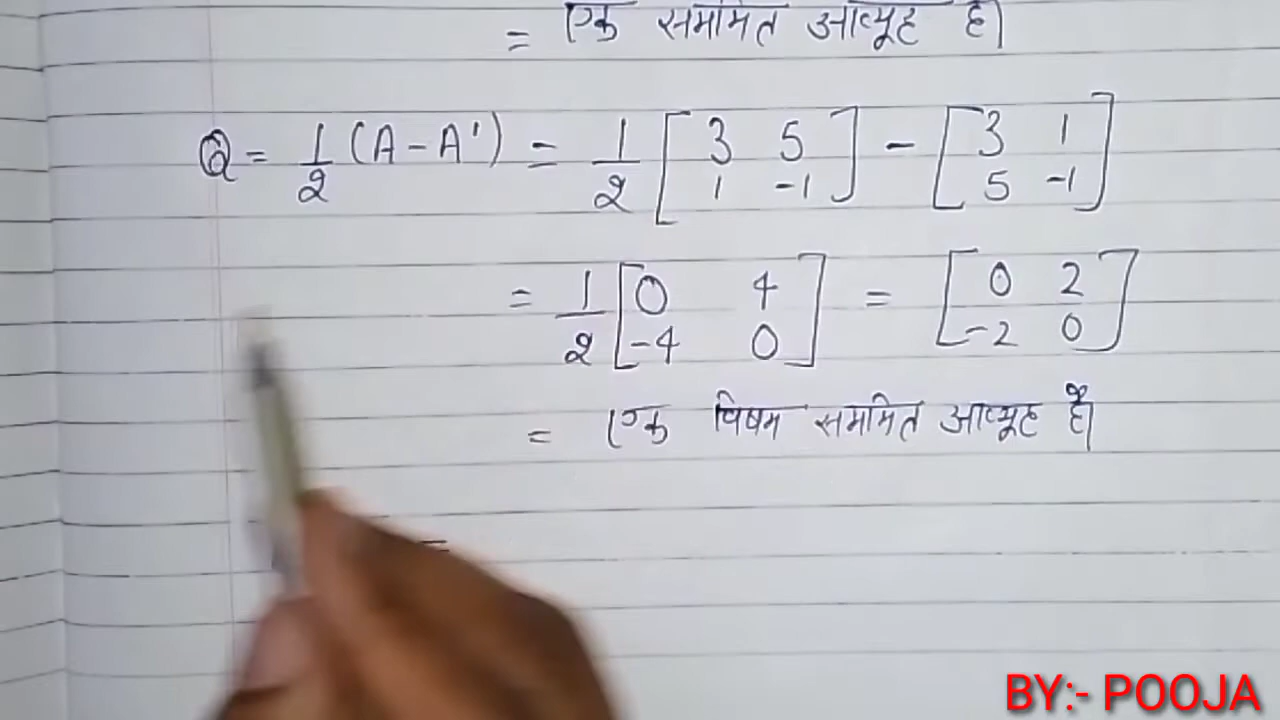 = एक सममित आव्यूह है।
Q = 1/2 (A - A') = 1/2 [3 5; 1 -1] - [3 1; 5 -1]
= 1/2 [0 4; -4 0] = [0 2; -2 0]
= एक विषम सममित आव्यूह है।
=
BY:- POOJA